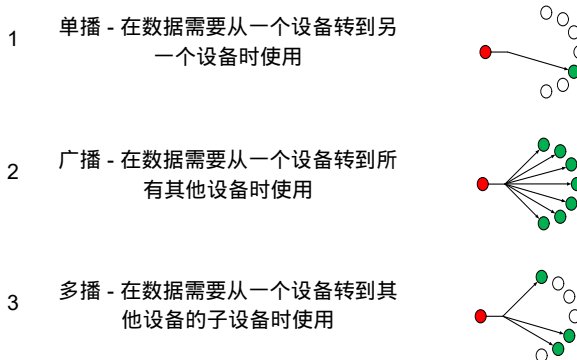 1
单播 - 在数据需要从一个设备转到另
一个设备时使用
2
广播 - 在数据需要从一个设备转到所
有其他设备时使用
3
多播 - 在数据需要从一个设备转到其
他设备的子设备时使用